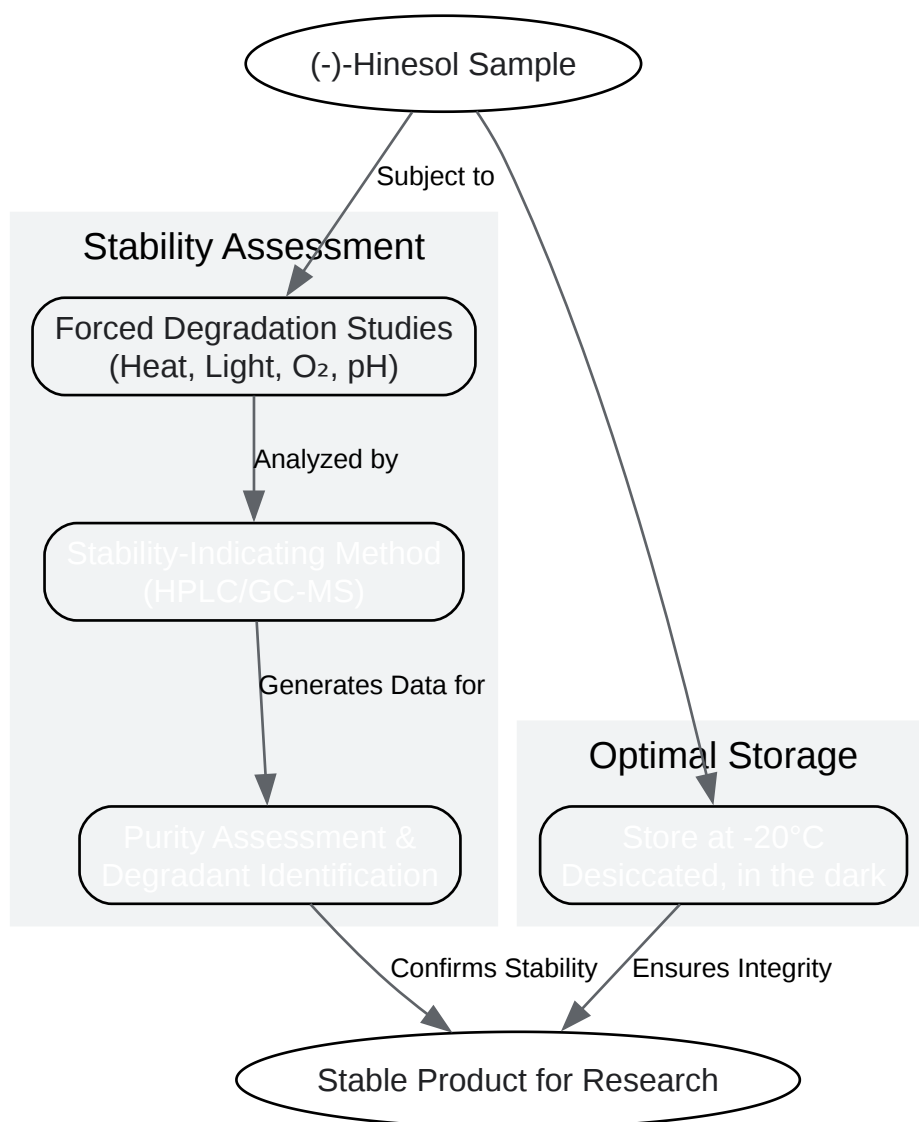 (-)-Hinesol Sample
Subject to
Stability Assessment
Forced Degradation Studies
(Heat, Light, O₂, pH)
Analyzed by
Stability-Indicating Method
(HPLC/GC-MS)
Generates Data for
Optimal Storage
Purity Assessment &
Degradant Identification
Store at -20°C
Desiccated, in the dark
Confirms Stability
Ensures Integrity
Stable Product for Research